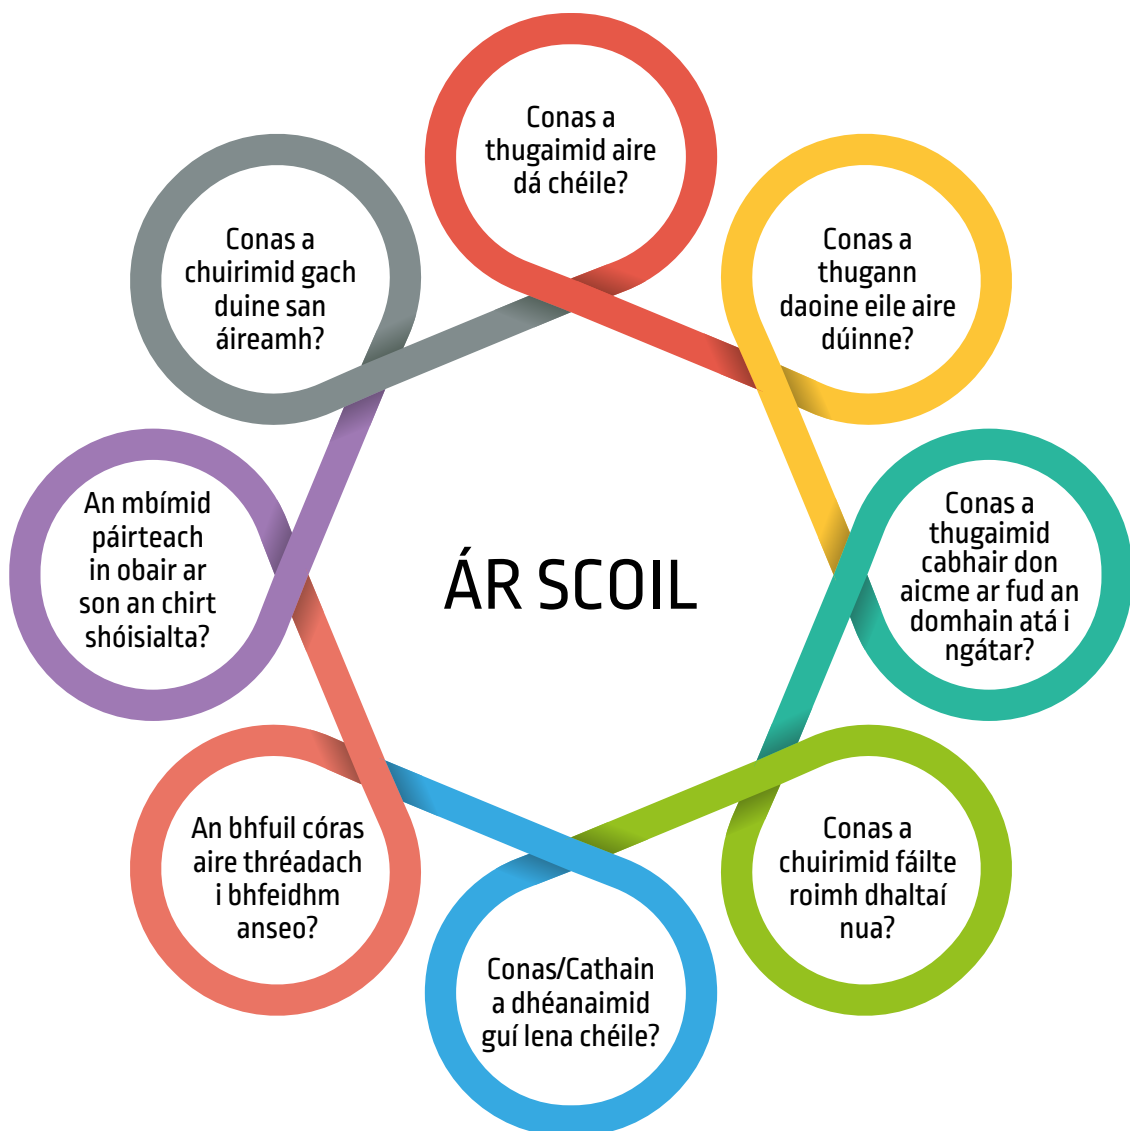 Conas a
thugaimid aire
dá chéile?
Conas a
thugann
daoine eile aire
dúinne?
Conas a
thugaimid
cabhair don
aicme ar fud an
domhain atá i
ngátar?
Conas a
chuirimid fáilte
roimh dhaltaí
nua?
Conas/Cathain
a dhéanaimid
guí lena chéile?
An bhfuil córas
aire thréadach
i bhfeidhm
anseo?
An mbímid
páirteach
in obair ar
son an chirt
shóisialta?
Conas a
chuirimid gach
duine san
áireamh?
ÁR SCOIL